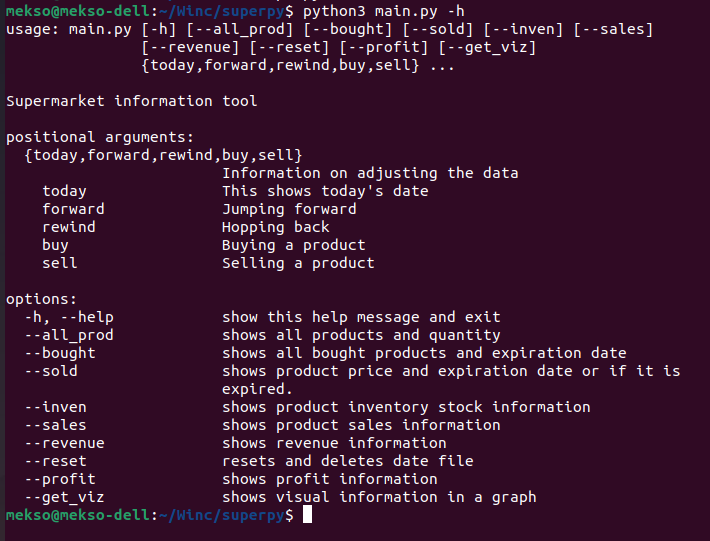 mekso@mekso-dell:~/Winc/superpy$ python3 main.py -h
usage: main.py [-h] [--all_prod] [--bought] [--sold] [--inven] [--sales]
[--revenue] [--reset] [--profit] [--get_viz]
{today,forward,rewind,buy,sell} ...
Supermarket information tool
positional arguments:
{today,forward,rewind,buy,sell}
Information on adjusting the data
today This shows today's date
forward Jumping forward
rewind Hopping back
buy Buying a product
sell Selling a product
options:
-h, --help show this help message and exit
--all_prod shows all products and quantity
--bought shows all bought products and expiration date
--sold shows product price and expiration date or if it is
expired.
--inven shows product inventory stock information
--sales shows product sales information
--revenue shows revenue information
--reset resets and deletes date file
--profit shows profit information
--get_viz shows visual information in a graph
mekso@mekso-dell:~/Winc/superpy$